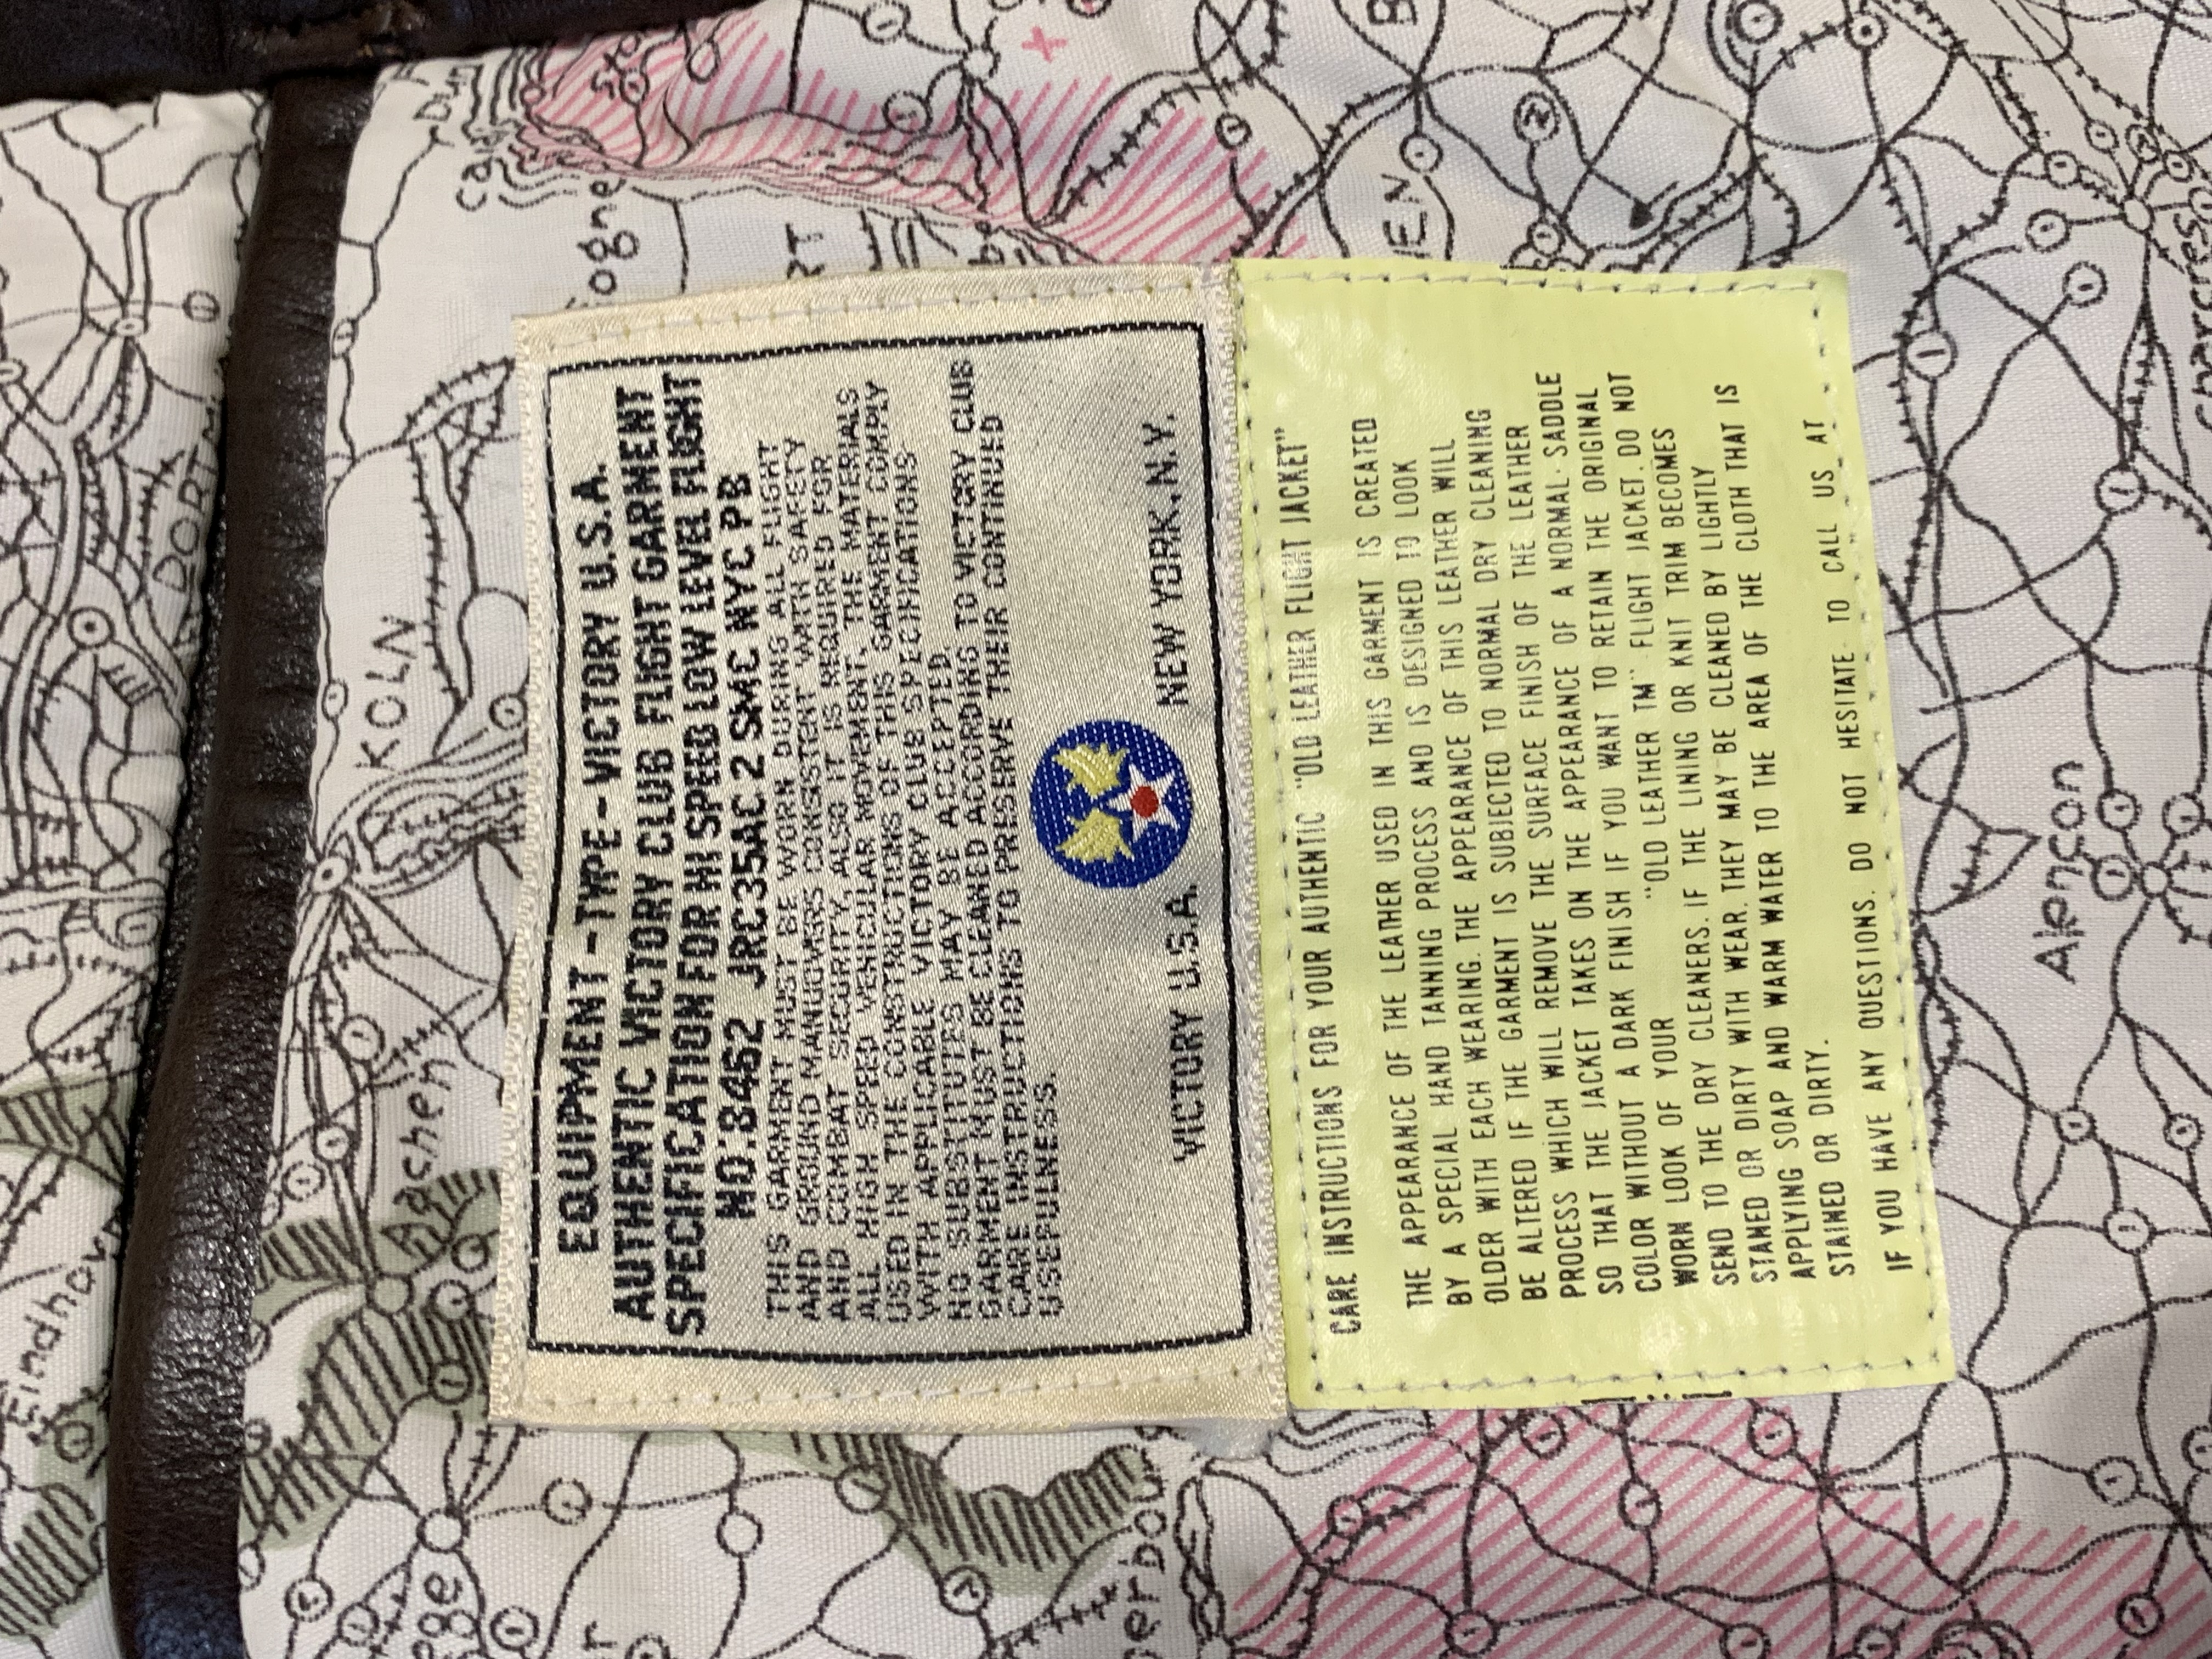 EQUIPMENT - TYPE - VICTORY U.S.A.
AUTHENTIC VICTORY CLUB FLIGHT GARMENT
SPECIFICATION FOR HI SPEED LOW LEVEL FLIGHT
NO. 8462 JRC35AC 2 SMC NYC PB
THIS GARMENT MUST BE WORN DURING ALL FLIGHT
AND GROUND MANUOVERS CONSISTENT WITH SAFETY
AND COMBAT SECURITY, ALSO IT IS REQUIRED FOR
ALL HIGH SPEED VEHICULAR MOVEMENT. THE MATERIALS
USED IN THE CONSTRUCTIONS OF THIS GARMENT COMPLY
WITH APPLICABLE VICTORY CLUB SPECIFICATIONS
NO SUBSTITUTES MAY BE ACCEPTED.
GARMENT MUST BE CLEANED ACCORDING TO VICTORY CLUB
CARE INSTRUCTIONS TO PRESERVE THEIR CONTINUED
USEFULNESS.
VICTORY U.S.A. NEW YORK.N.Y.
CARE INSTRUCTIONS FOR YOUR AUTHENTIC "OLD LEATHER FLIGHT JACKET"
THE APPEARANCE OF THE LEATHER USED IN THIS GARMENT IS CREATED
BY A SPECIAL HAND TANNING PROCESS AND IS DESIGNED TO LOOK
OLDER WITH EACH WEARING. THE APPEARANCE OF THIS LEATHER WILL
BE ALTERED IF THE GARMENT IS SUBJECTED TO NORMAL DRY CLEANING
PROCESS WHICH WILL REMOVE THE SURFACE FINISH OF THE LEATHER
SO THAT THE JACKET TAKES ON THE APPEARANCE OF A NORMAL SADDLE
COLOR WITHOUT A DARK FINISH IF YOU WANT TO RETAIN THE ORIGINAL
WORN LOOK OF YOUR "OLD LEATHER TM" FLIGHT JACKET. DO NOT
SEND TO THE DRY CLEANERS. IF THE LINING OR KNIT TRIM BECOMES
STAINED OR DIRTY WITH WEAR. THEY MAY BE CLEANED BY LIGHTLY
APPLYING SOAP AND WARM WATER TO THE AREA OF THE CLOTH THAT IS
STAINED OR DIRTY.
IF YOU HAVE ANY QUESTIONS. DO NOT HESITATE TO CALL US AT
KOLN
Aachen
Alencon